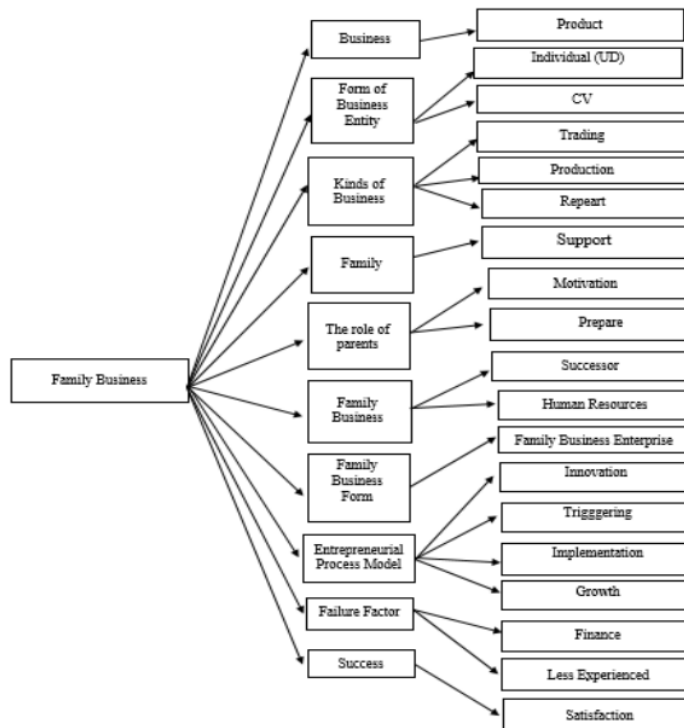 Family Business
Business
Form of
Business
Entity
Kinds of
Business
Family
The role of
parents
Family
Business
Family
Business
Form
Entrepreneurial
Process Model
Failure Factor
Success
Product
Individual (UD)
CV
Trading
Production
Repeart
Support
Motivation
Prepare
Successor
Human Resources
Family Business Enterprise
Innovation
Trigggering
Implementation
Growth
Finance
Less Experienced
Satisfaction